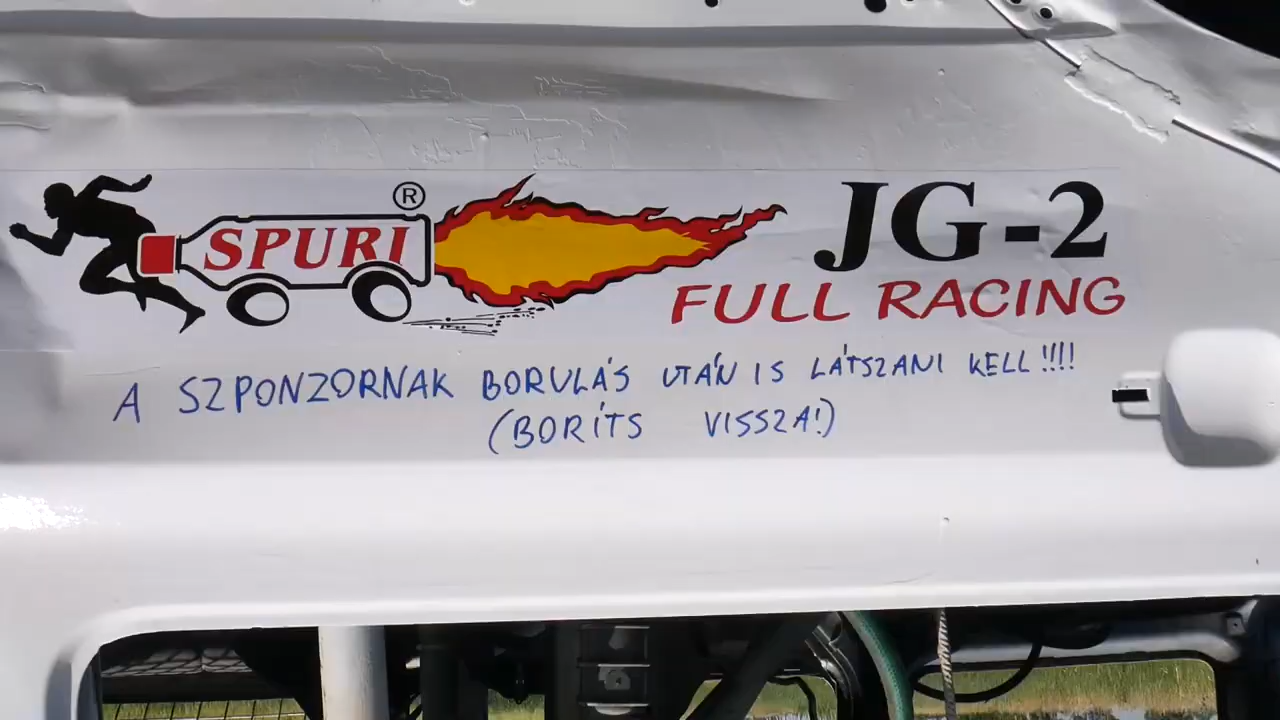 SPURI ®
JG-2
FULL RACING
A SZPONZORNAK BORULÁS UTÁN IS LÁTSZANI KELL!!!!
(BORÍTS VISSZA!)